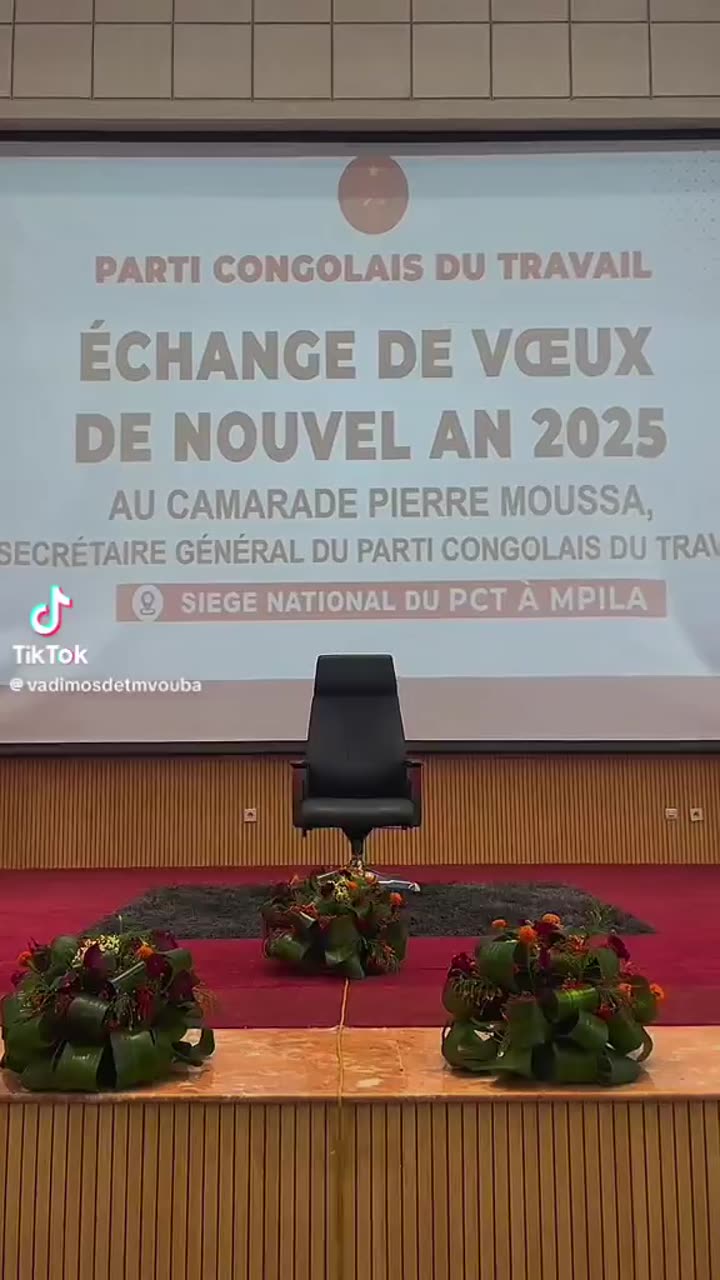 PARTI CONGOLAIS DU TRAVAIL
ÉCHANGE DE VŒUX
DE NOUVEL AN 2025
AU CAMARADE PIERRE MOUSSA,
SECRÉTAIRE GÉNÉRAL DU PARTI CONGOLAIS DU TRAV
SIEGE NATIONAL DU PCT À MPILA
TikTok
@vadimosdetmvouba